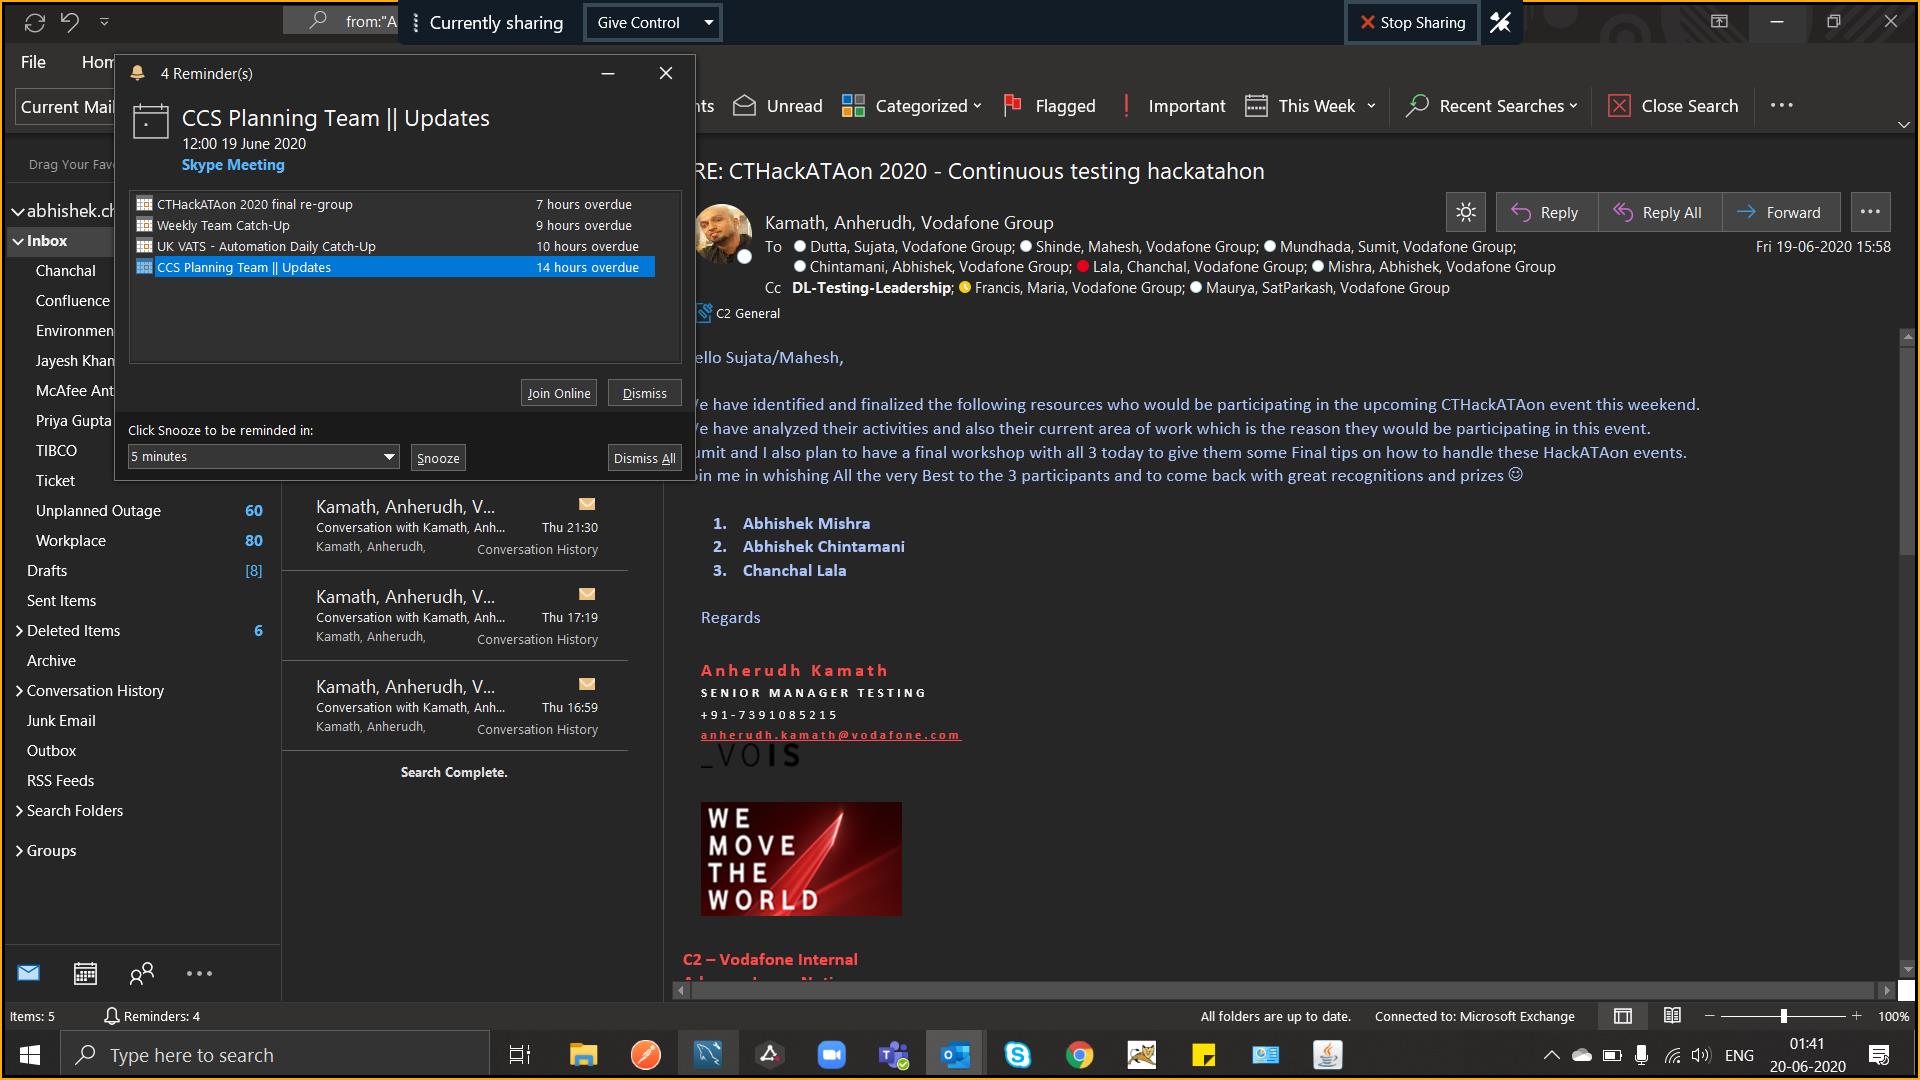 from:"A
Currently sharing
Give Control
Stop Sharing
File
Hom
4 Reminder(s)
CCS Planning Team || Updates
12:00 19 June 2020
Skype Meeting
CTHackATAon 2020 final re-group 7 hours overdue
Weekly Team Catch-Up 9 hours overdue
UK VATS - Automation Daily Catch-Up 10 hours overdue
CCS Planning Team || Updates 14 hours overdue
Join Online
Dismiss
Click Snooze to be reminded in:
5 minutes
Snooze
Dismiss All
Current Mail
nts
Unread
Categorized
Flagged
Important
This Week
Recent Searches
Close Search
Drag Your Fav
abhishek.ch
Inbox
Chanchal
Confluence
Environmen
Jayesh Khan
McAfee Ant
Priya Gupta
TIBCO
Ticket
Unplanned Outage 60
Workplace 80
Drafts [8]
Sent Items
Deleted Items 6
Archive
Conversation History
Junk Email
Outbox
RSS Feeds
Search Folders
Groups
Kamath, Anherudh, V...
Conversation with Kamath, Anh... Thu 21:30
Kamath, Anherudh, Conversation History
Kamath, Anherudh, V...
Conversation with Kamath, Anh... Thu 17:19
Kamath, Anherudh, Conversation History
Kamath, Anherudh, V...
Conversation with Kamath, Anh... Thu 16:59
Kamath, Anherudh, Conversation History
Search Complete.
RE: CTHackATAon 2020 - Continuous testing hackatahon
Kamath, Anherudh, Vodafone Group
Reply
Reply All
Forward
Fri 19-06-2020 15:58
To Dutta, Sujata, Vodafone Group; Shinde, Mahesh, Vodafone Group; Mundhada, Sumit, Vodafone Group;
Chintamani, Abhishek, Vodafone Group; Lala, Chanchal, Vodafone Group; Mishra, Abhishek, Vodafone Group
Cc DL-Testing-Leadership; Francis, Maria, Vodafone Group; Maurya, SatParkash, Vodafone Group
C2 General
ello Sujata/Mahesh,
e have identified and finalized the following resources who would be participating in the upcoming CTHackATAon event this weekend.
e have analyzed their activities and also their current area of work which is the reason they would be participating in this event.
umit and I also plan to have a final workshop with all 3 today to give them some Final tips on how to handle these HackATAon events.
oin me in whishing All the very Best to the 3 participants and to come back with great recognitions and prizes ☺
1. Abhishek Mishra
2. Abhishek Chintamani
3. Chanchal Lala
Regards
Anherudh Kamath
SENIOR MANAGER TESTING
+91-7391085215
anherudh.kamath@vodafone.com
_VOIS
WE
MOVE
THE
WORLD
C2 – Vodafone Internal
Items: 5
Reminders: 4
All folders are up to date.
Connected to: Microsoft Exchange
100%
Type here to search
ENG
01:41
20-06-2020